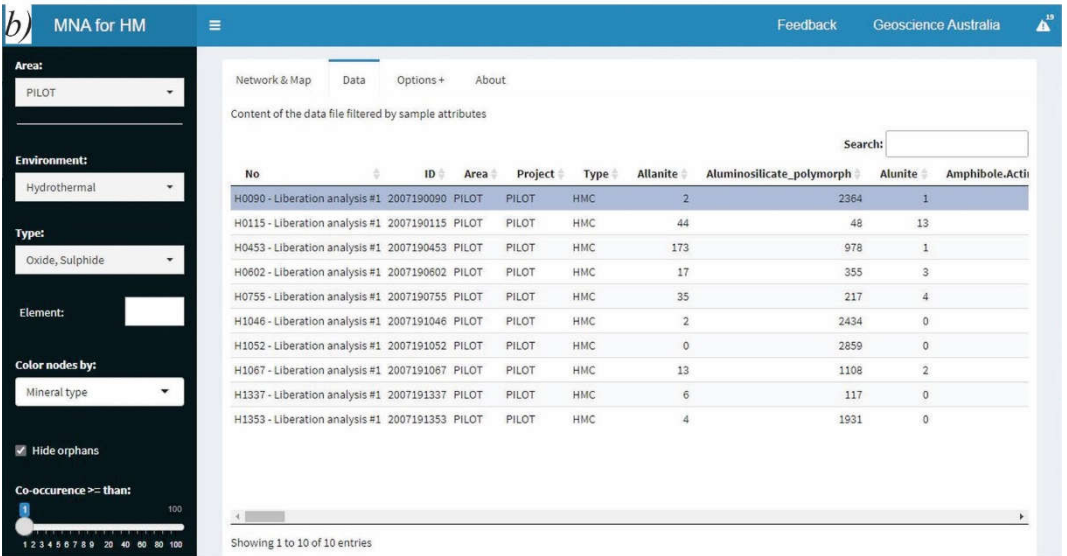 b) MNA for HM Feedback Geoscience Australia 19
Area:
PILOT
Environment:
Hydrothermal
Type:
Oxide, Sulphide
Element:
Color nodes by:
Mineral type
Hide orphans
Co-occurence >= than:
1 100
1 2 3 4 5 6 7 8 9 20 40 60 80 100
Network & Map Data Options + About
Content of the data file filtered by sample attributes
Search:
No ID Area Project Type Allanite Aluminosilicate_polymorph Alunite Amphibole.Actin
H0090 - Liberation analysis #1 2007190090 PILOT PILOT HMC 2 2364 1
H0115 - Liberation analysis #1 2007190115 PILOT PILOT HMC 44 48 13
H0453 - Liberation analysis #1 2007190453 PILOT PILOT HMC 173 978 1
H0602 - Liberation analysis #1 2007190602 PILOT PILOT HMC 17 355 3
H0755 - Liberation analysis #1 2007190755 PILOT PILOT HMC 35 217 4
H1046 - Liberation analysis #1 2007191046 PILOT PILOT HMC 2 2434 0
H1052 - Liberation analysis #1 2007191052 PILOT PILOT HMC 0 2859 0
H1067 - Liberation analysis #1 2007191067 PILOT PILOT HMC 13 1108 2
H1337 - Liberation analysis #1 2007191337 PILOT PILOT HMC 6 117 0
H1353 - Liberation analysis #1 2007191353 PILOT PILOT HMC 4 1931 0
Showing 1 to 10 of 10 entries